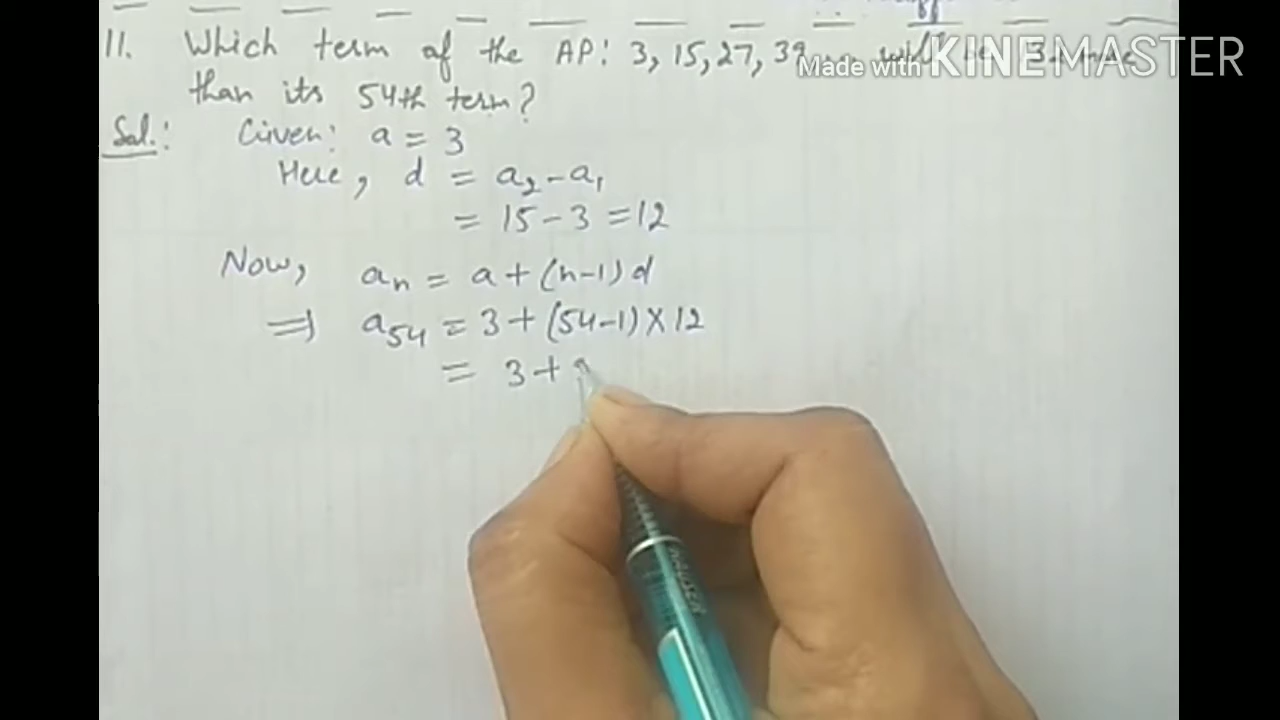 11. Which term of the AP: 3, 15, 27, 39
Made with KINEMASTER
than its 54th term?
Sol.: Given: a = 3
Here, d = a₂ - a₁
= 15 - 3 = 12
Now, aₙ = a + (n-1) d
⇒ a₅₄ = 3 + (54-1) × 12
= 3 +